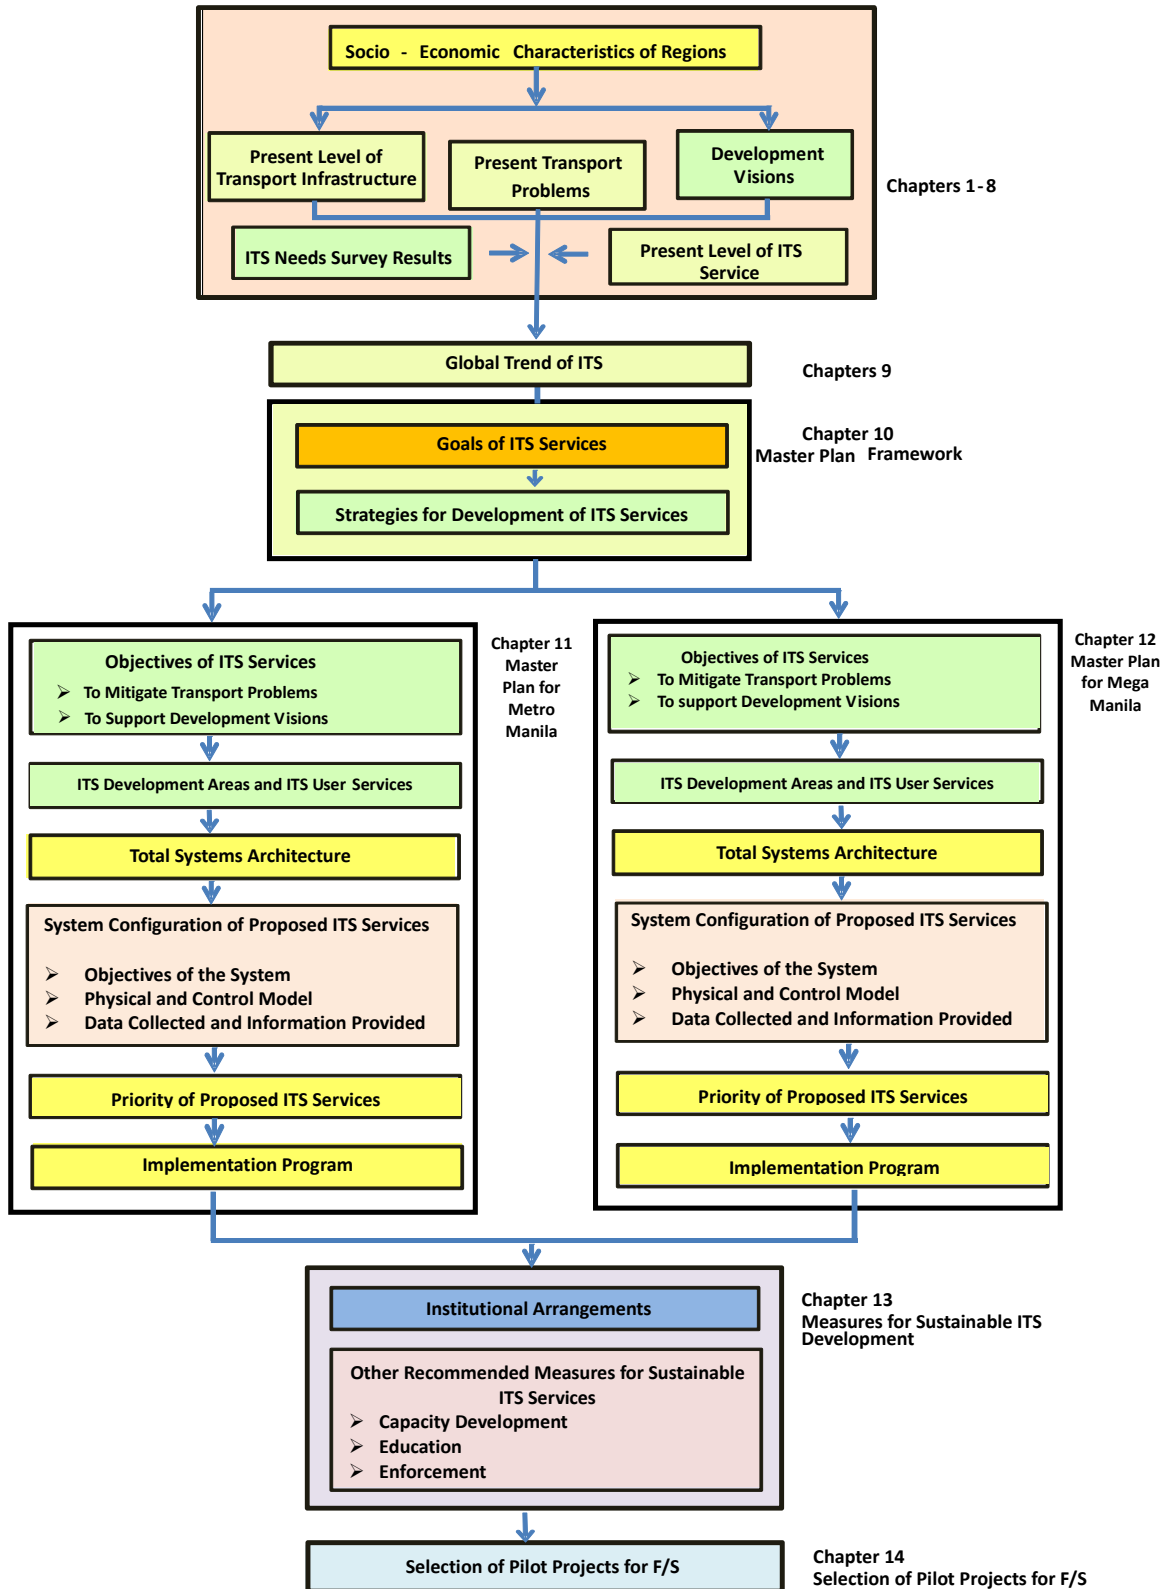 Socio - Economic Characteristics of Regions
Present Level of
Transport Infrastructure
Present Transport
Problems
Development
Visions
Chapters 1-8
ITS Needs Survey Results
Present Level of ITS
Service
Global Trend of ITS
Chapters 9
Goals of ITS Services
Chapter 10
Master Plan Framework
Strategies for Development of ITS Services
Objectives of ITS Services
➢ To Mitigate Transport Problems
➢ To Support Development Visions
Chapter 11
Master
Plan for
Metro
Manila
ITS Development Areas and ITS User Services
Total Systems Architecture
System Configuration of Proposed ITS Services
➢ Objectives of the System
➢ Physical and Control Model
➢ Data Collected and Information Provided
Priority of Proposed ITS Services
Implementation Program
Objectives of ITS Services
➢ To Mitigate Transport Problems
➢ To support Development Visions
Chapter 12
Master Plan
for Mega
Manila
ITS Development Areas and ITS User Services
Total Systems Architecture
System Configuration of Proposed ITS Services
➢ Objectives of the System
➢ Physical and Control Model
➢ Data Collected and Information Provided
Priority of Proposed ITS Services
Implementation Program
Institutional Arrangements
Chapter 13
Measures for Sustainable ITS
Development
Other Recommended Measures for Sustainable
ITS Services
➢ Capacity Development
➢ Education
➢ Enforcement
Selection of Pilot Projects for F/S
Chapter 14
Selection of Pilot Projects for F/S